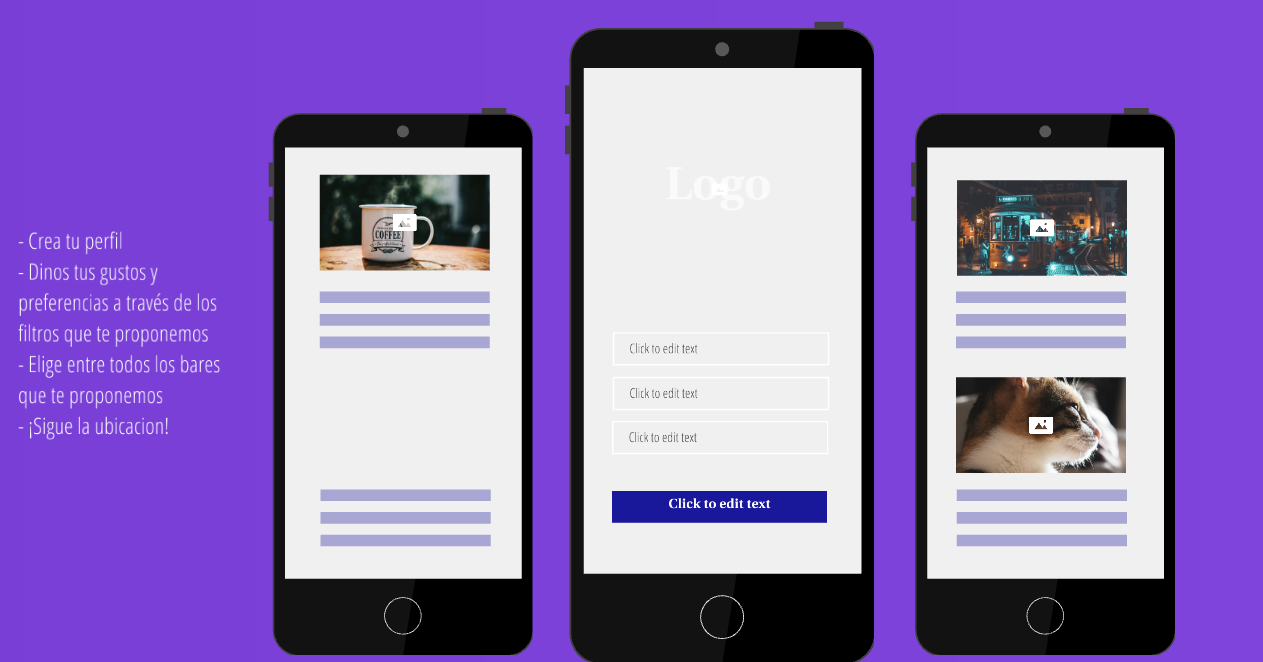 - Crea tu perfil
- Dinos tus gustos y
preferencias a través de los
filtros que te proponemos
- Elige entre todos los bares
que te proponemos
- ¡Sigue la ubicacion!
COFFEE
Logo
Click to edit text
Click to edit text
Click to edit text
Click to edit text